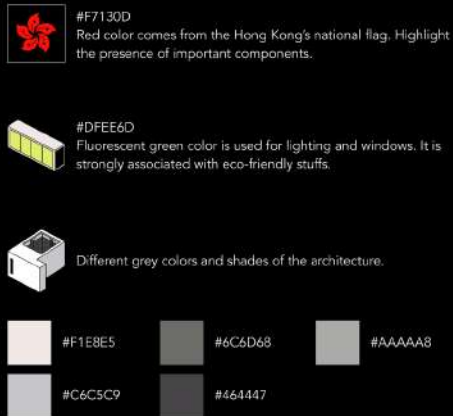 #F7130D
Red color comes from the Hong Kong's national flag. Highlight
the presence of important components.
#DFEE6D
Fluorescent green color is used for lighting and windows. It is
strongly associated with eco-friendly stuffs.
Different grey colors and shades of the architecture.
#F1E8E5
#6C6D68
#AAAAA8
#C6C5C9
#464447